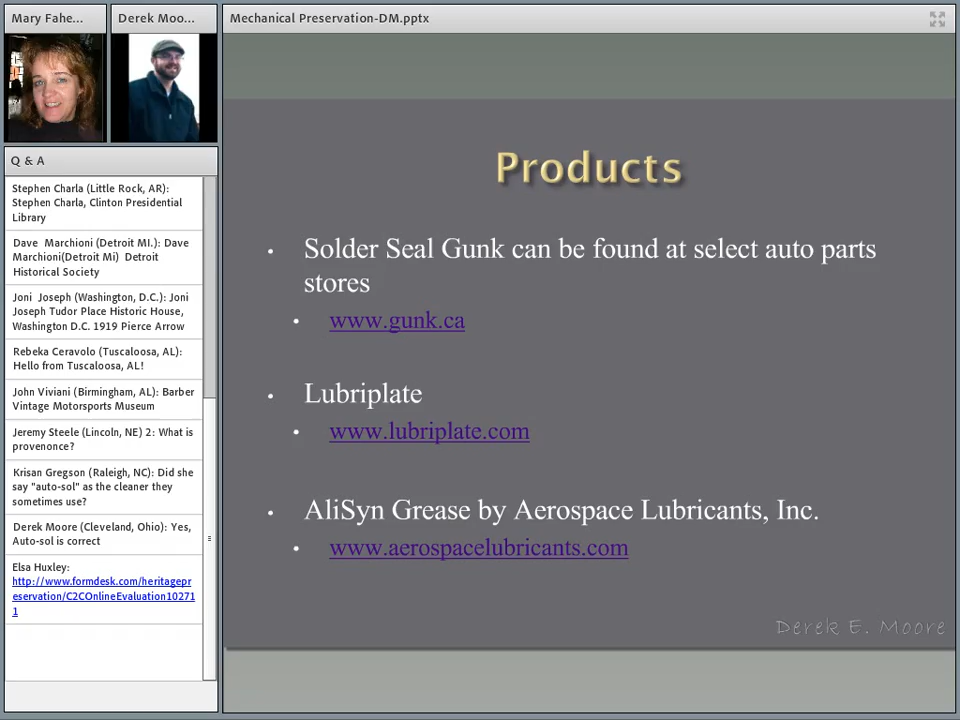 Mary Fahe...
Derek Moo...
Mechanical Preservation-DM.pptx
Q & A
Stephen Charla (Little Rock, AR):
Stephen Charla, Clinton Presidential
Library
Dave  Marchioni (Detroit MI.): Dave
Marchioni(Detroit Mi)  Detroit
Historical Society
Joni  Joseph (Washington, D.C.): Joni
Joseph Tudor Place Historic House,
Washington D.C. 1919 Pierce Arrow
Rebeka Ceravolo (Tuscaloosa, AL):
Hello from Tuscaloosa, AL!
John Viviani (Birmingham, AL): Barber
Vintage Motorsports Museum
Jeremy Steele (Lincoln, NE) 2: What is
provenonce?
Krisan Gregson (Raleigh, NC): Did she
say "auto-sol" as the cleaner they
sometimes use?
Derek Moore (Cleveland, Ohio): Yes,
Auto-sol is correct
Elsa Huxley:
http://www.formdesk.com/heritagepr
eservation/C2COnlineEvaluation10271
1
Products
• Solder Seal Gunk can be found at select auto parts
stores
• www.gunk.ca
• Lubriplate
• www.lubriplate.com
• AliSyn Grease by Aerospace Lubricants, Inc.
• www.aerospacelubricants.com
Derek E. Moore